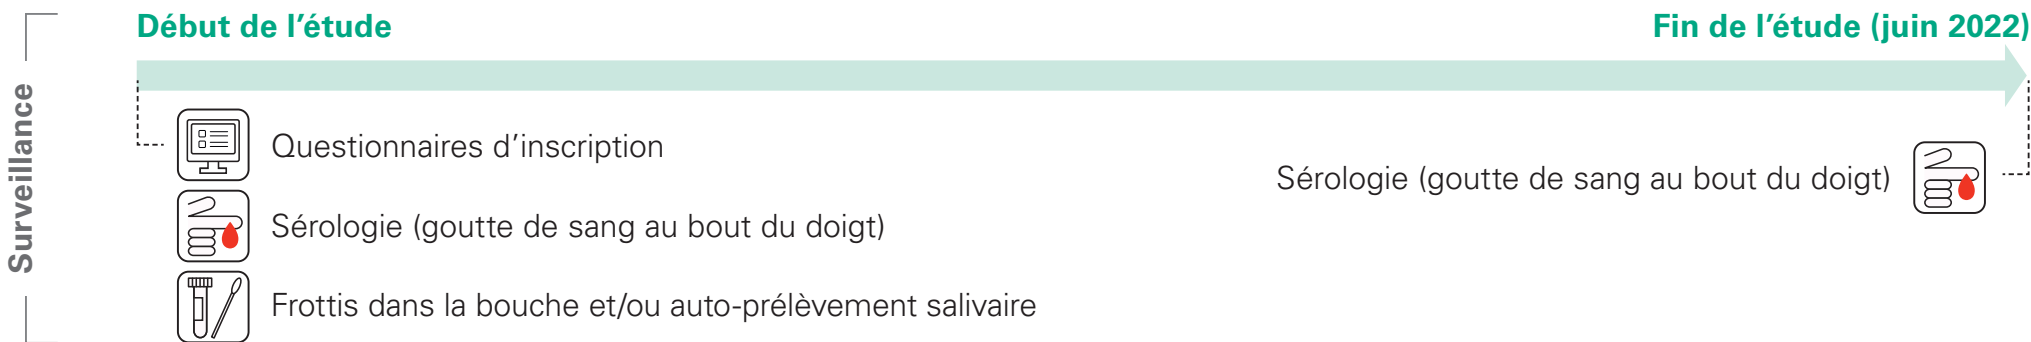 Surveillance
Début de l’étude
Fin de l’étude (juin 2022)
Questionnaires d’inscription
Sérologie (goutte de sang au bout du doigt)
Sérologie (goutte de sang au bout du doigt)
Frottis dans la bouche et/ou auto-prélèvement salivaire